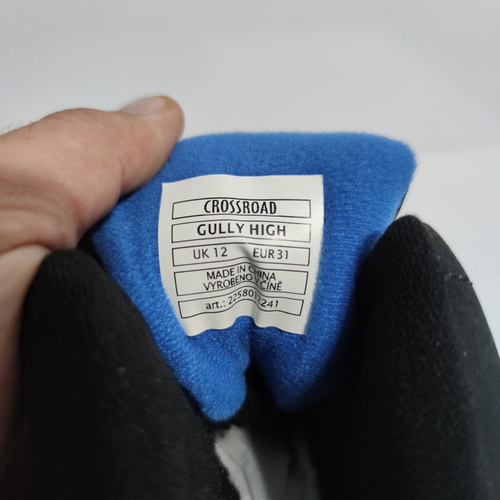 CROSSROAD
GULLY HIGH
UK 12 EUR 31
MADE IN CHINA
VYROBENO V ČÍNĚ
art.: